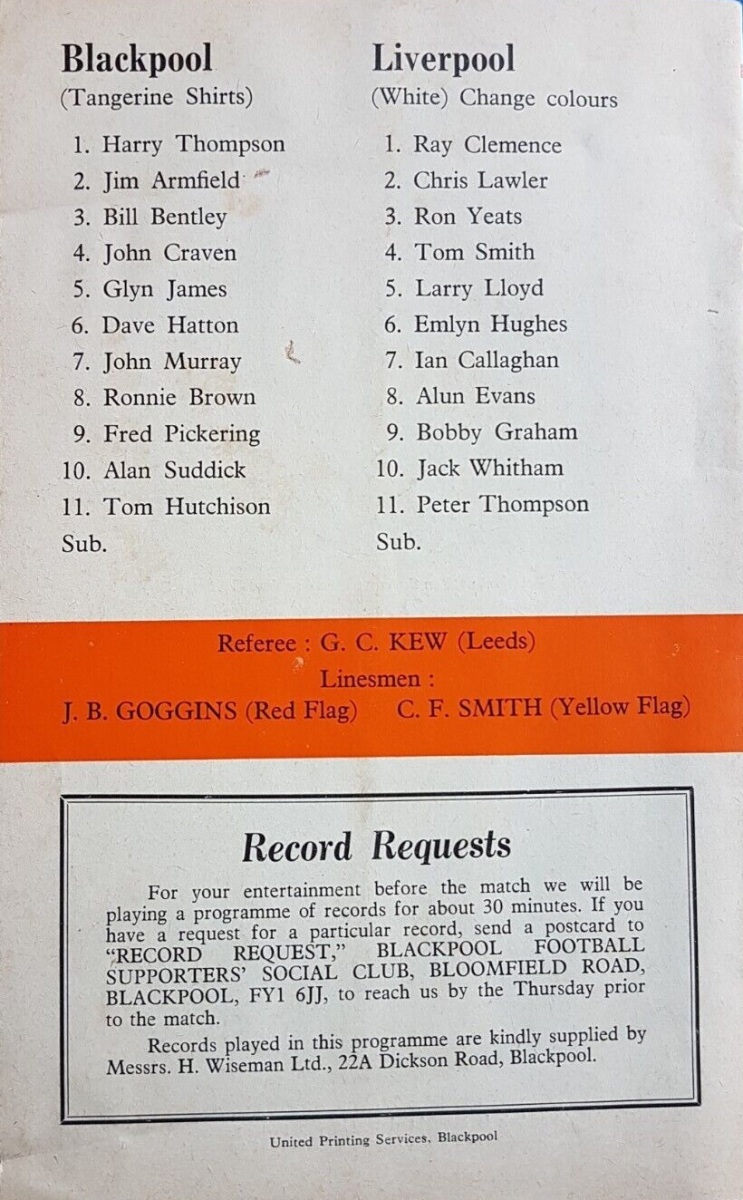 Blackpool
(Tangerine Shirts)
1. Harry Thompson
2. Jim Armfield
3. Bill Bentley
4. John Craven
5. Glyn James
6. Dave Hatton
7. John Murray
8. Ronnie Brown
9. Fred Pickering
10. Alan Suddick
11. Tom Hutchison
Sub.
Liverpool
(White) Change colours
1. Ray Clemence
2. Chris Lawler
3. Ron Yeats
4. Tom Smith
5. Larry Lloyd
6. Emlyn Hughes
7. Ian Callaghan
8. Alun Evans
9. Bobby Graham
10. Jack Whitham
11. Peter Thompson
Sub.
Referee : G. C. KEW (Leeds)
Linesmen :
J. B. GOGGINS (Red Flag) C. F. SMITH (Yellow Flag)
Record Requests
For your entertainment before the match we will be
playing a programme of records for about 30 minutes. If you
have a request for a particular record, send a postcard to
“RECORD REQUEST,” BLACKPOOL FOOTBALL
SUPPORTERS’ SOCIAL CLUB, BLOOMFIELD ROAD,
BLACKPOOL, FY1 6JJ, to reach us by the Thursday prior
to the match.
Records played in this programme are kindly supplied by
Messrs. H. Wiseman Ltd., 22A Dickson Road, Blackpool.
United Printing Services, Blackpool